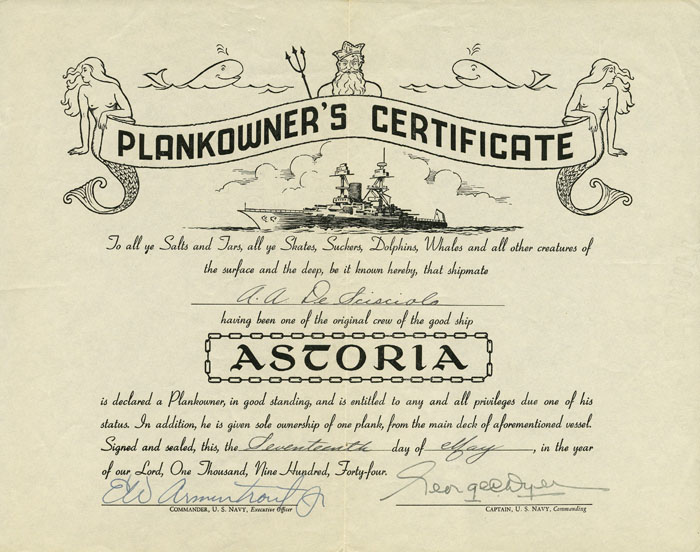 PLANKOWNER'S CERTIFICATE
To all ye Salts and Tars, all ye Skates, Suckers, Dolphins, Whales and all other creatures of
the surface and the deep, be it known hereby, that shipmate
A. A. De Scisciolo
having been one of the original crew of the good ship
ASTORIA
is declared a Plankowner, in good standing, and is entitled to any and all privileges due one of his
status. In addition, he is given sole ownership of one plank, from the main deck of aforementioned vessel.
Signed and sealed, this, the Seventeenth day of May, in the year
of our Lord, One Thousand, Nine Hundred, Forty-four.
EW Armentrout Jr George C Dyer
COMMANDER, U. S. NAVY, Executive Officer CAPTAIN, U. S. NAVY, Commanding